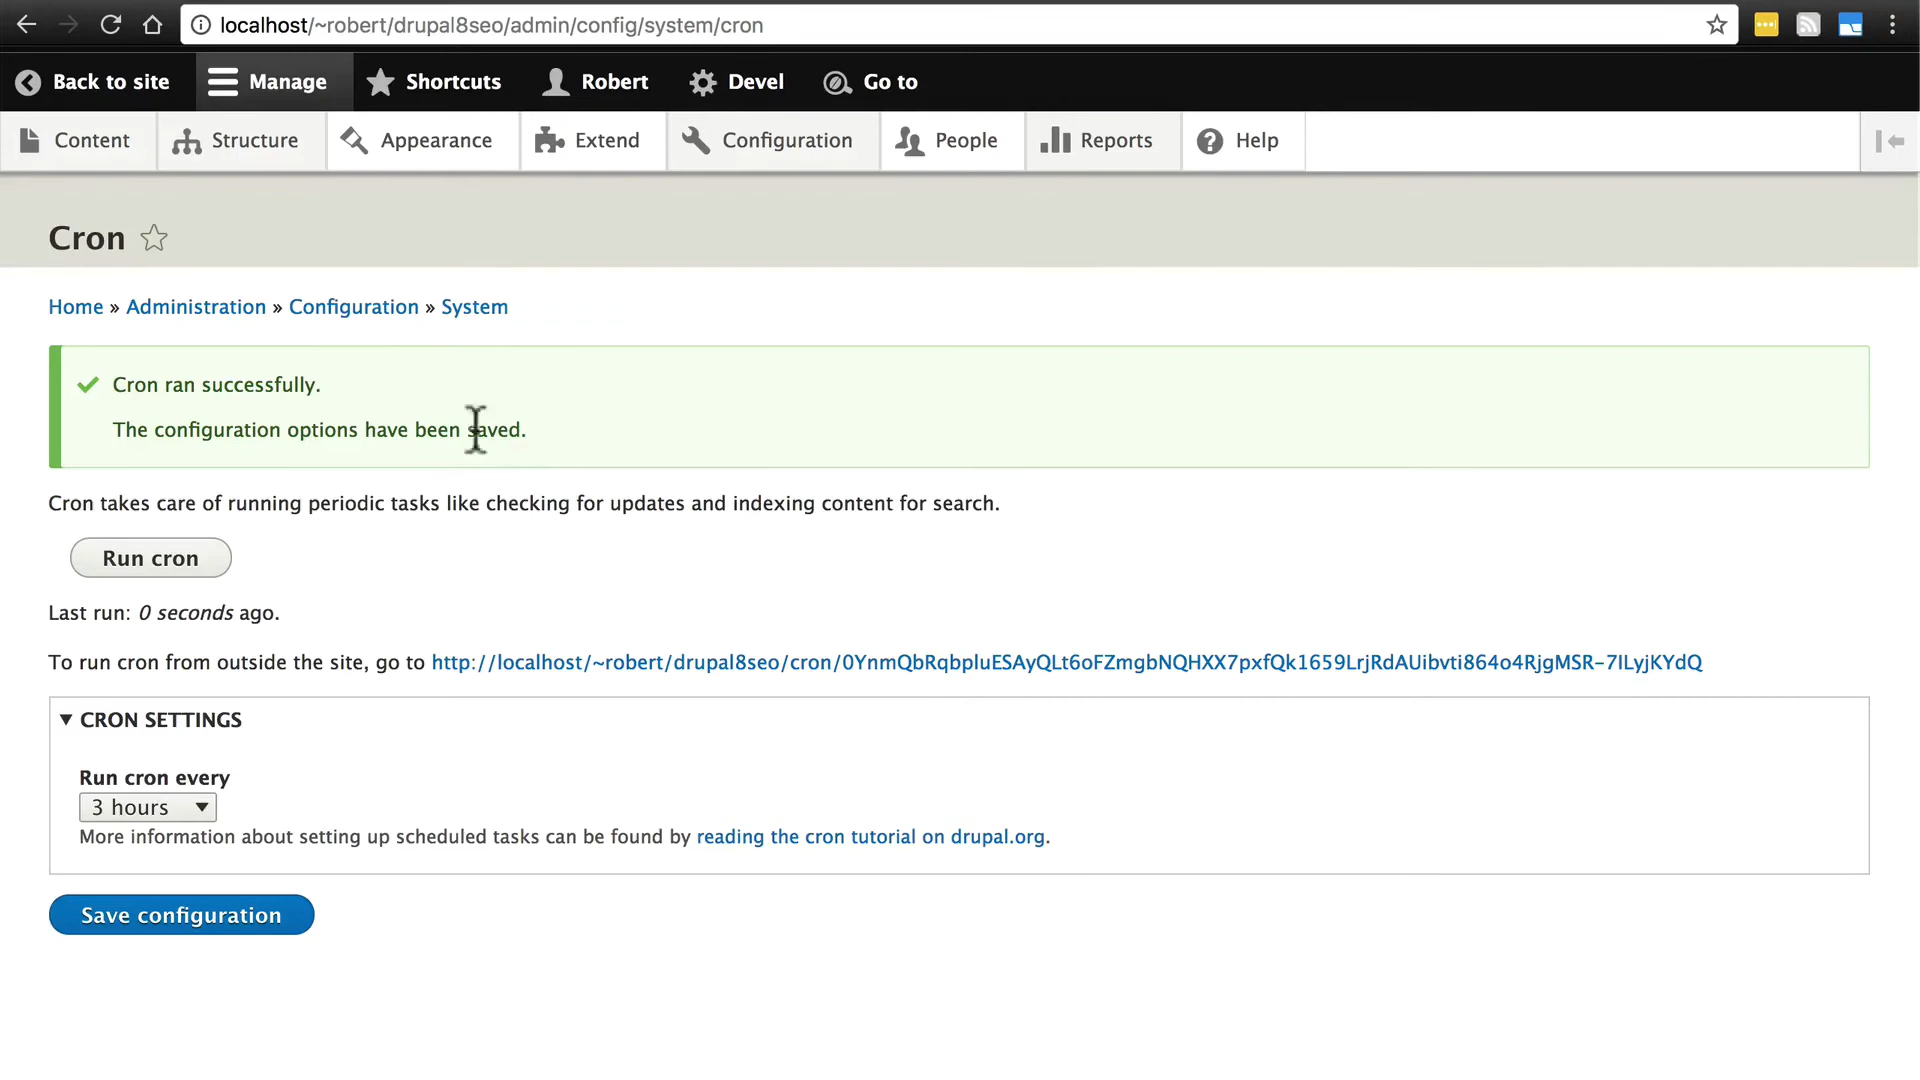 localhost/~robert/drupal8seo/admin/config/system/cron
Back to site Manage Shortcuts Robert Devel Go to
Content Structure Appearance Extend Configuration People Reports Help
Cron
Home » Administration » Configuration » System
Cron ran successfully.
The configuration options have been saved.
Cron takes care of running periodic tasks like checking for updates and indexing content for search.
Run cron
Last run: 0 seconds ago.
To run cron from outside the site, go to http://localhost/~robert/drupal8seo/cron/0YnmQbRqbpluESAyQLt6oFZmgbNQHXX7pxfQk1659LrjRdAUibvti864o4RjgMSR-7ILyjKYdQ
CRON SETTINGS
Run cron every
3 hours
More information about setting up scheduled tasks can be found by reading the cron tutorial on drupal.org.
Save configuration